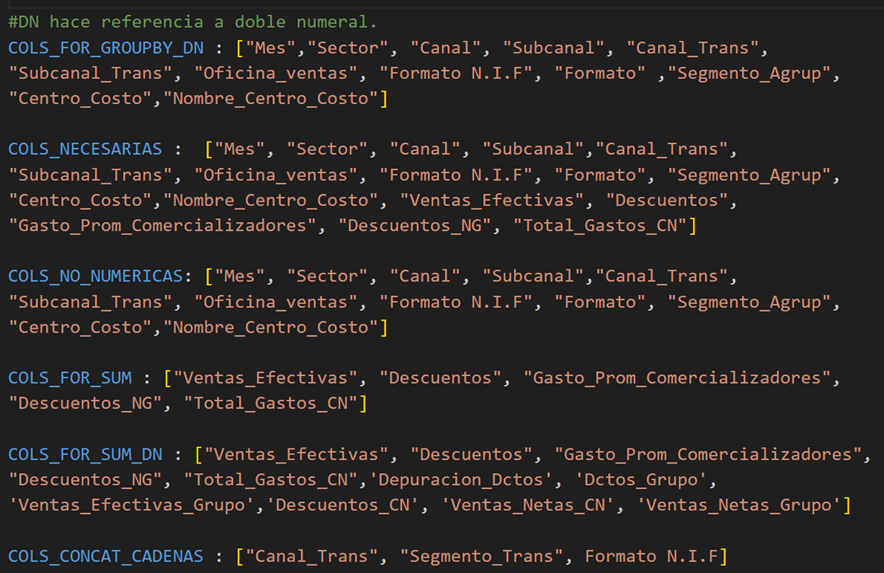 #DN hace referencia a doble numeral.
COLS_FOR_GROUPBY_DN : ["Mes","Sector", "Canal", "Subcanal", "Canal_Trans",
"Subcanal_Trans", "Oficina_ventas", "Formato N.I.F", "Formato" ,"Segmento_Agrup",
"Centro_Costo","Nombre_Centro_Costo"]
COLS_NECESARIAS :  ["Mes", "Sector", "Canal", "Subcanal","Canal_Trans",
"Subcanal_Trans", "Oficina_ventas", "Formato N.I.F", "Formato", "Segmento_Agrup",
"Centro_Costo","Nombre_Centro_Costo", "Ventas_Efectivas", "Descuentos",
"Gasto_Prom_Comercializadores", "Descuentos_NG", "Total_Gastos_CN"]
COLS_NO_NUMERICAS: ["Mes", "Sector", "Canal", "Subcanal","Canal_Trans",
"Subcanal_Trans", "Oficina_ventas", "Formato N.I.F", "Formato", "Segmento_Agrup",
"Centro_Costo","Nombre_Centro_Costo"]
COLS_FOR_SUM : ["Ventas_Efectivas", "Descuentos", "Gasto_Prom_Comercializadores",
"Descuentos_NG", "Total_Gastos_CN"]
COLS_FOR_SUM_DN : ["Ventas_Efectivas", "Descuentos", "Gasto_Prom_Comercializadores",
"Descuentos_NG", "Total_Gastos_CN",'Depuracion_Dctos', 'Dctos_Grupo',
'Ventas_Efectivas_Grupo','Descuentos_CN', 'Ventas_Netas_CN', 'Ventas_Netas_Grupo']
COLS_CONCAT_CADENAS : ["Canal_Trans", "Segmento_Trans", Formato N.I.F]